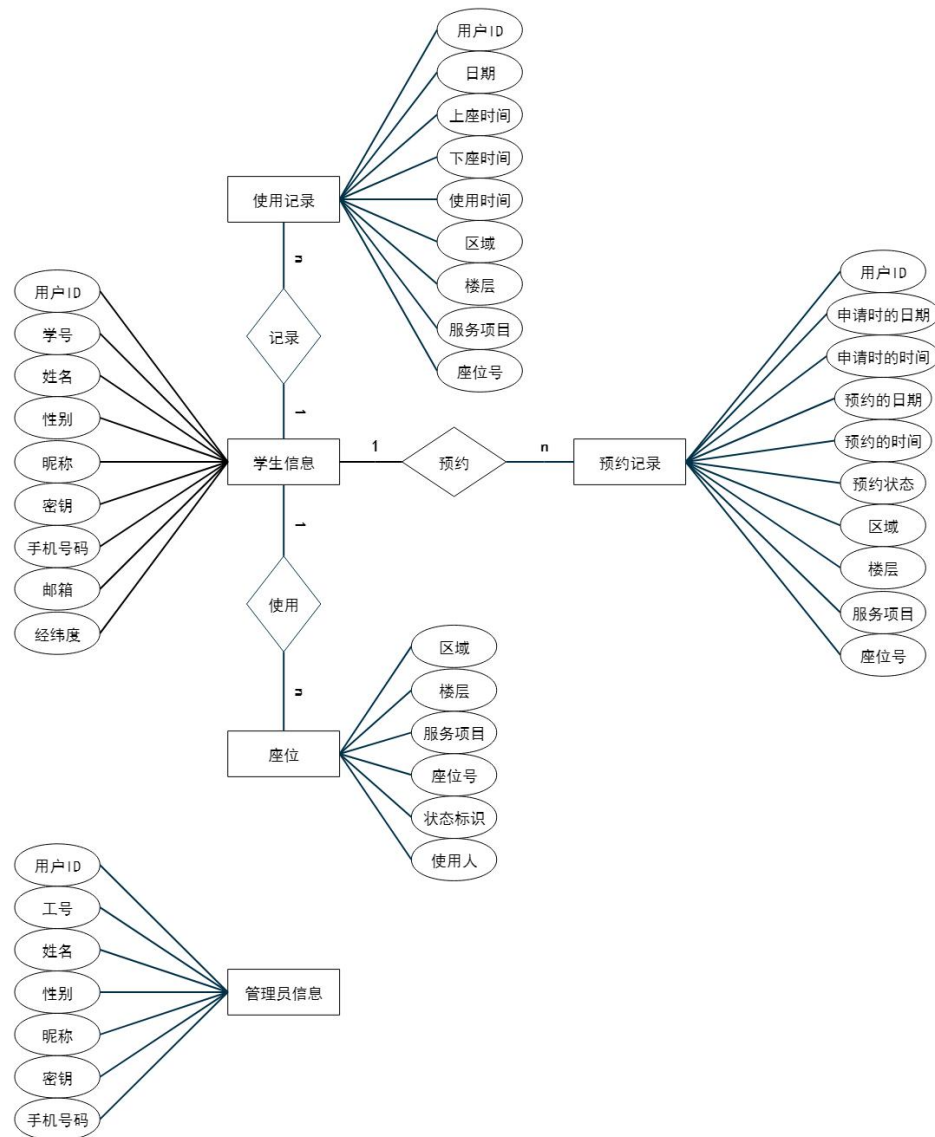 用户ID
日期
上座时间
下座时间
使用时间
区域
楼层
服务项目
座位号
使用记录
n
记录
1
用户ID
学号
姓名
性别
昵称
密钥
手机号码
邮箱
经纬度
学生信息
1
预约
n
预约记录
用户ID
申请时的日期
申请时的时间
预约的日期
预约的时间
预约状态
区域
楼层
服务项目
座位号
1
使用
n
座位
区域
楼层
服务项目
座位号
状态标识
使用人
用户ID
工号
姓名
性别
昵称
密钥
手机号码
管理员信息